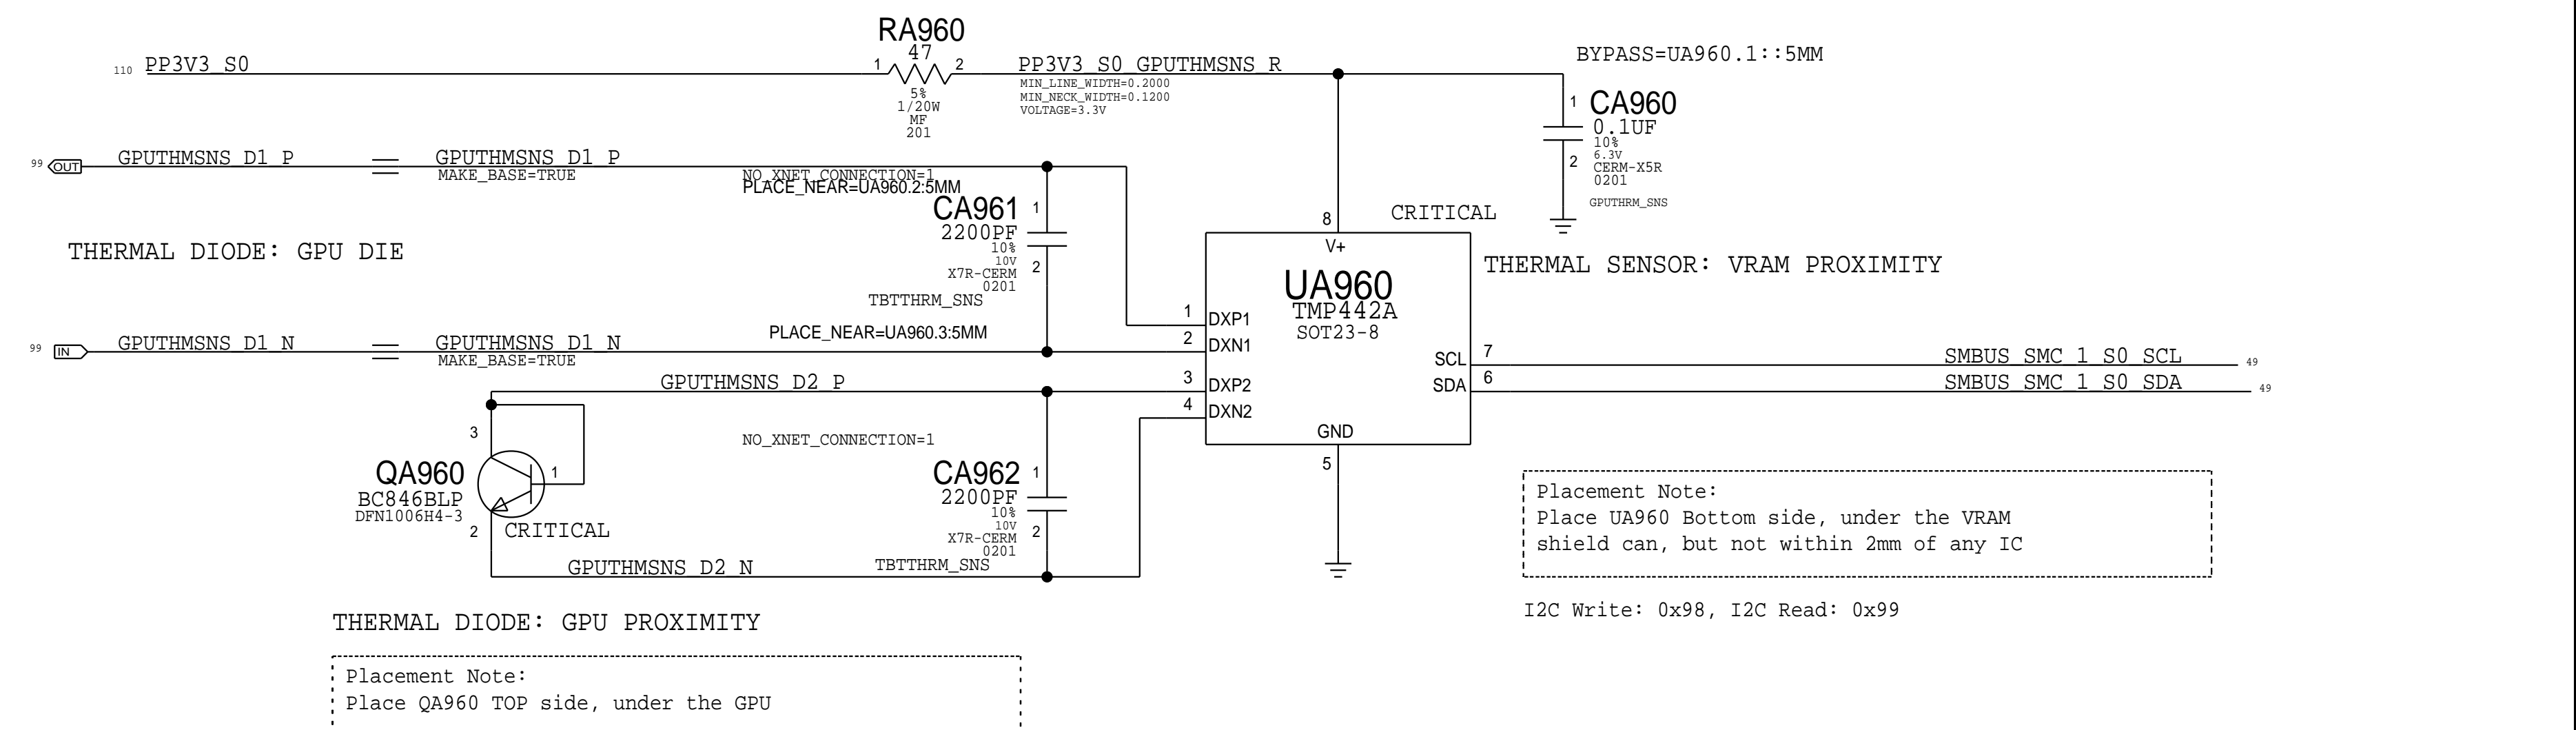 RA960
47
110 PP3V3_S0
1
2
PP3V3_S0_GPUTHMSNS_R
5%
1/20W
MF
201
MIN_LINE_WIDTH=0.2000
MIN_NECK_WIDTH=0.1200
VOLTAGE=3.3V
BYPASS=UA960.1::5MM
1
CA960
0.1UF
10%
6.3V
2
CERM-X5R
0201
GPUTHRM_SNS
99 OUT
GPUTHMSNS_D1_P
GPUTHMSNS_D1_P
MAKE_BASE=TRUE
NO_XNET_CONNECTION=1
PLACE_NEAR=UA960.2:5MM
CA961
1
2200PF
10%
10V
2
X7R-CERM
0201
TBTTHRM_SNS
THERMAL DIODE: GPU DIE
PLACE_NEAR=UA960.3:5MM
99 IN
GPUTHMSNS_D1_N
GPUTHMSNS_D1_N
MAKE_BASE=TRUE
8
CRITICAL
V+
THERMAL SENSOR: VRAM PROXIMITY
UA960
TMP442A
SOT23-8
1 DXP1
2 DXN1
3 DXP2
4 DXN2
SCL 7
SDA 6
GND
5
SMBUS_SMC_1_S0_SCL 49
SMBUS_SMC_1_S0_SDA 49
GPUTHMSNS_D2_P
3
NO_XNET_CONNECTION=1
QA960
1
BC846BLP
DFN1006H4-3
2
CRITICAL
CA962
1
2200PF
10%
10V
2
X7R-CERM
0201
TBTTHRM_SNS
GPUTHMSNS_D2_N
Placement Note:
Place UA960 Bottom side, under the VRAM
shield can, but not within 2mm of any IC
I2C Write: 0x98, I2C Read: 0x99
THERMAL DIODE: GPU PROXIMITY
Placement Note:
Place QA960 TOP side, under the GPU